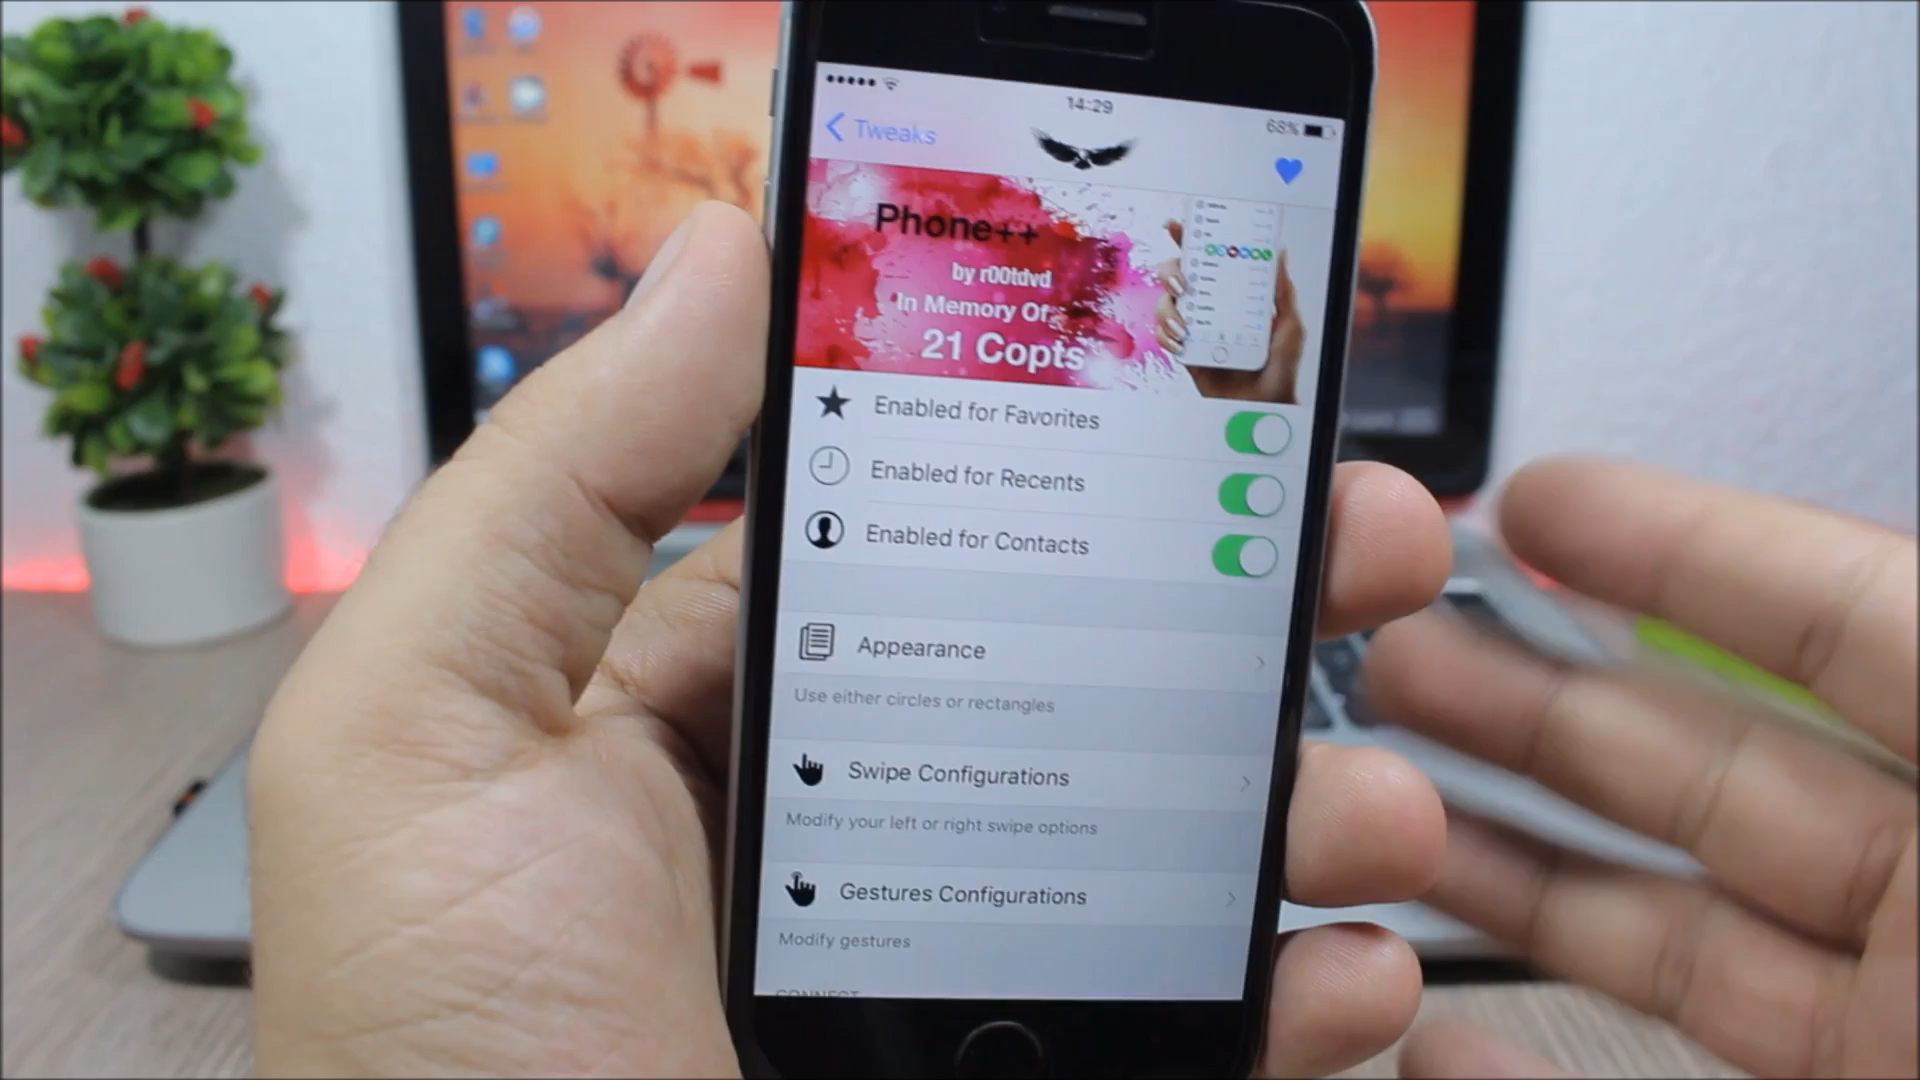 14:29
68%
Tweaks
Phone++
by r00tdvd
In Memory Of
21 Copts
Enabled for Favorites
Enabled for Recents
Enabled for Contacts
Appearance
Use either circles or rectangles
Swipe Configurations
Modify your left or right swipe options
Gestures Configurations
Modify gestures
CONNECT